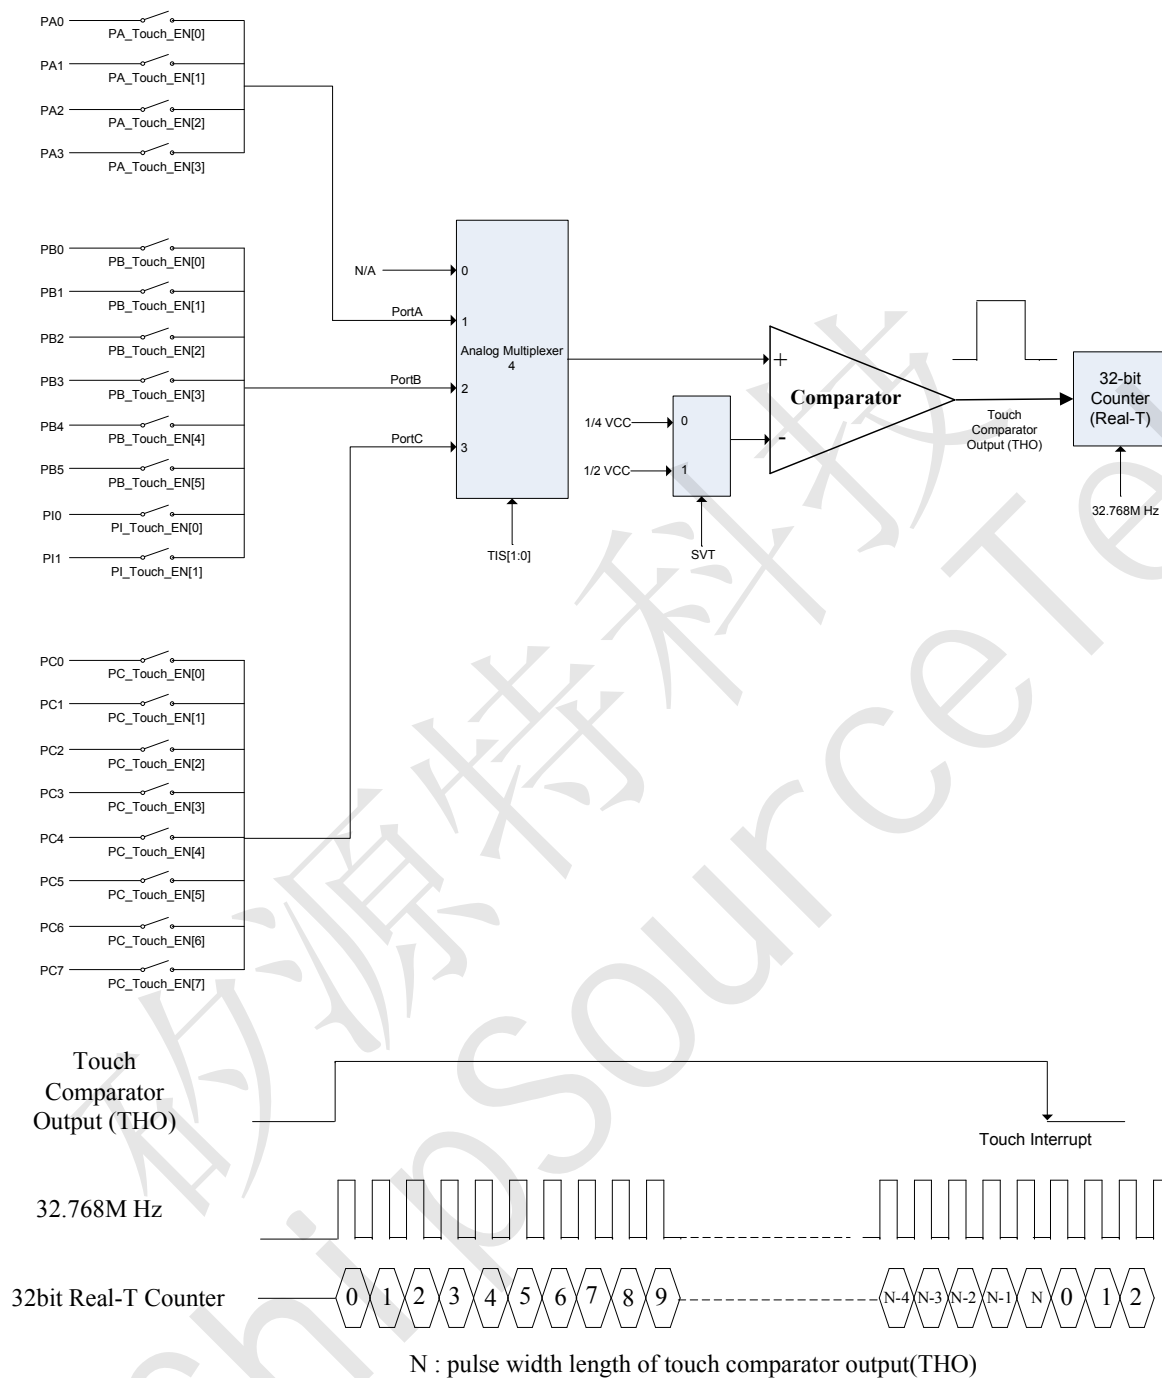 PA0
PA_Touch_EN[0]
PA1
PA_Touch_EN[1]
PA2
PA_Touch_EN[2]
PA3
PA_Touch_EN[3]
PB0
PB_Touch_EN[0]
PB1
PB_Touch_EN[1]
PB2
PB_Touch_EN[2]
PB3
PB_Touch_EN[3]
PB4
PB_Touch_EN[4]
PB5
PB_Touch_EN[5]
PI0
PI_Touch_EN[0]
PI1
PI_Touch_EN[1]
PC0
PC_Touch_EN[0]
PC1
PC_Touch_EN[1]
PC2
PC_Touch_EN[2]
PC3
PC_Touch_EN[3]
PC4
PC_Touch_EN[4]
PC5
PC_Touch_EN[5]
PC6
PC_Touch_EN[6]
PC7
PC_Touch_EN[7]
N/A
0
PortA
1
Analog Multiplexer
4
PortB
2
PortC
3
TIS[1:0]
1/4 VCC
0
1/2 VCC
1
SVT
+
Comparator
-
Touch
Comparator
Output (THO)
32-bit
Counter
(Real-T)
32.768M Hz
矽源特科技
ChipSourceTe
Touch
Comparator
Output (THO)
Touch Interrupt
32.768M Hz
32bit Real-T Counter
0 1 2 3 4 5 6 7 8 9 N-4 N-3 N-2 N-1 N 0 1 2
N : pulse width length of touch comparator output(THO)